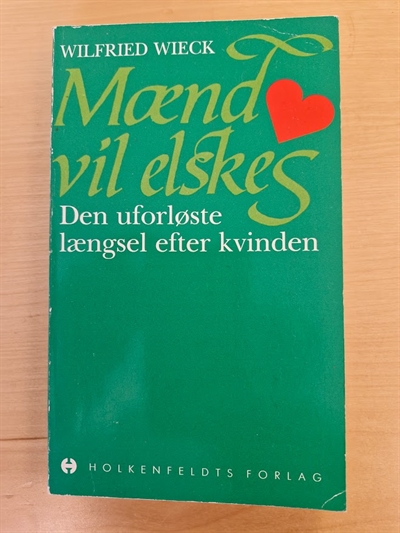 WILFRIED WIECK
Mænd
vil elskes
Den uforløste
længsel efter kvinden
HOLKENFELDTS FORLAG